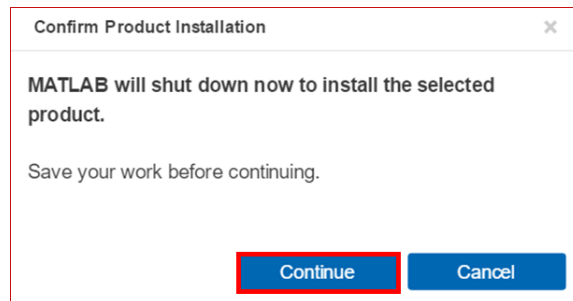 Confirm Product Installation
MATLAB will shut down now to install the selected
product.
Save your work before continuing.
Continue Cancel